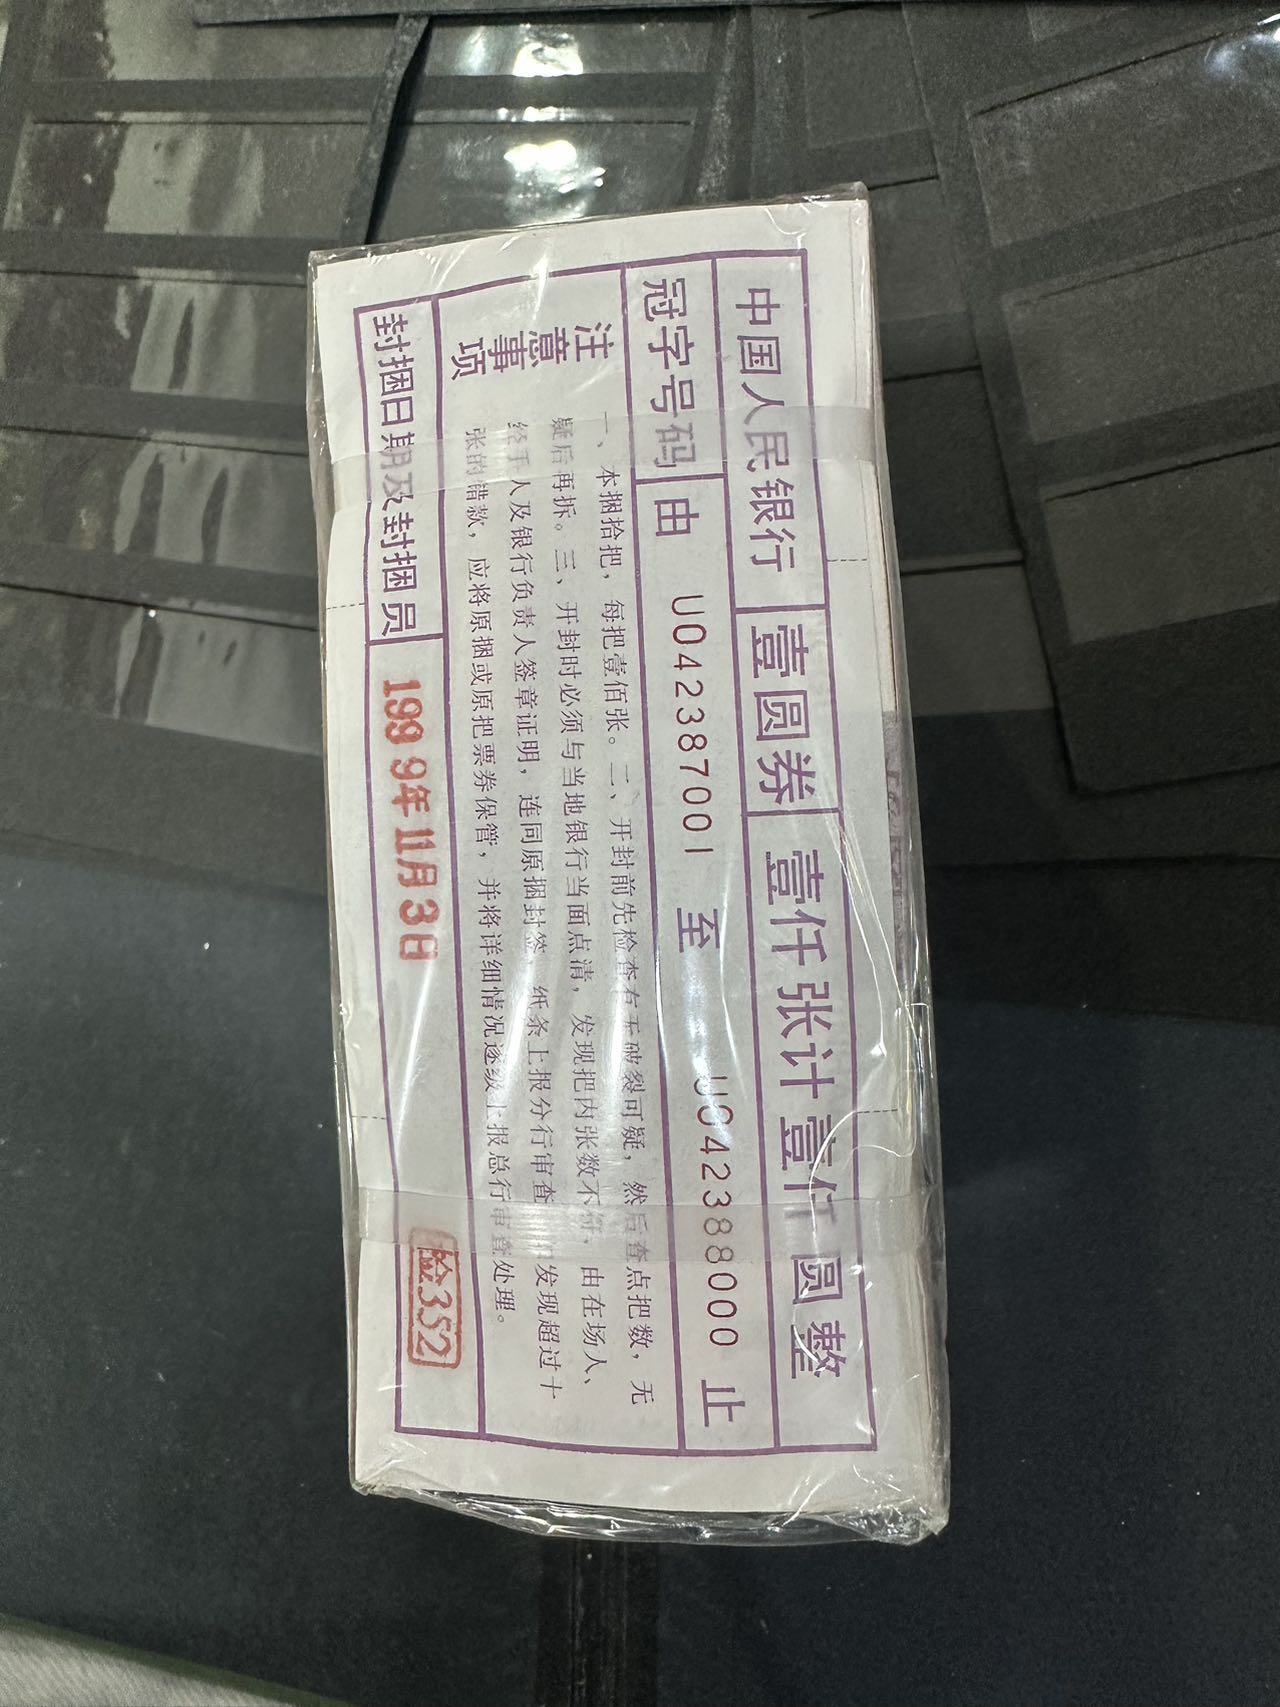 中国人民银行 壹圆券 壹仟张计壹仟圆整
冠字号码 由 U042387001 至 U042388000 止
注意事项
一、本捆拾把，每把壹佰张。二、开封前先检查有无破裂可疑，然后查点把数，无
疑后再拆。三、开封时必须与当地银行当面点清，发现把内张数不符，由在场人、
经手人及银行负责人签章证明，连同原捆封签、纸条上报分行审查 发现超过十
张的错款，应将原捆或原把票券保管，并将详细情况逐级上报总行审查处理。
封捆日期及封捆员 1999年11月3日 检352